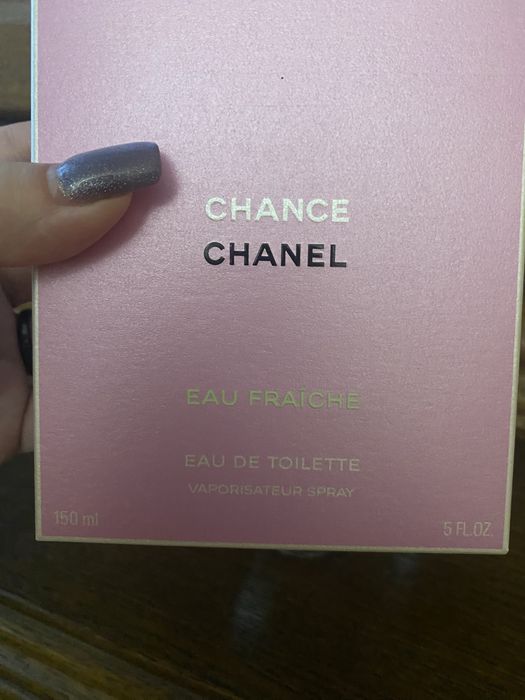 CHANCE
CHANEL
EAU FRAÎCHE
EAU DE TOILETTE
VAPORISATEUR SPRAY
150 ml
5 FL.OZ.